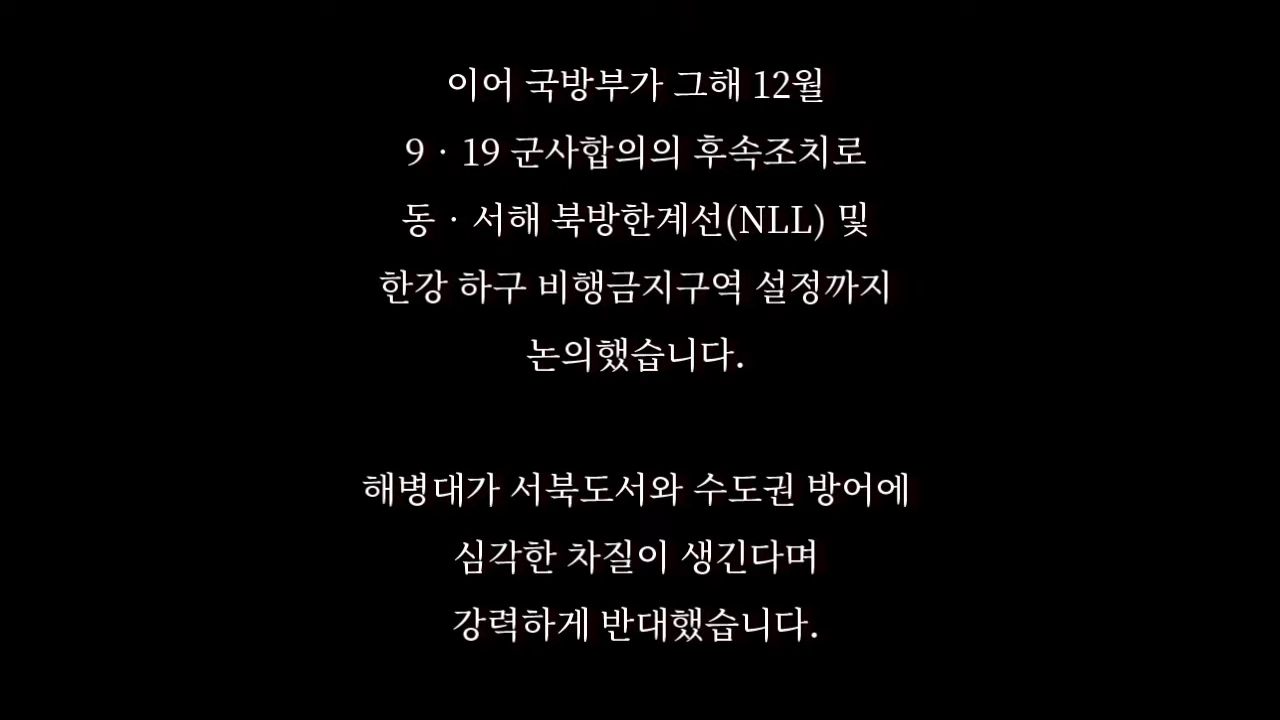 이어 국방부가 그해 12월
9 · 19 군사합의의 후속조치로
동 · 서해 북방한계선(NLL) 및
한강 하구 비행금지구역 설정까지
논의했습니다.
해병대가 서북도서와 수도권 방어에
심각한 차질이 생긴다며
강력하게 반대했습니다.